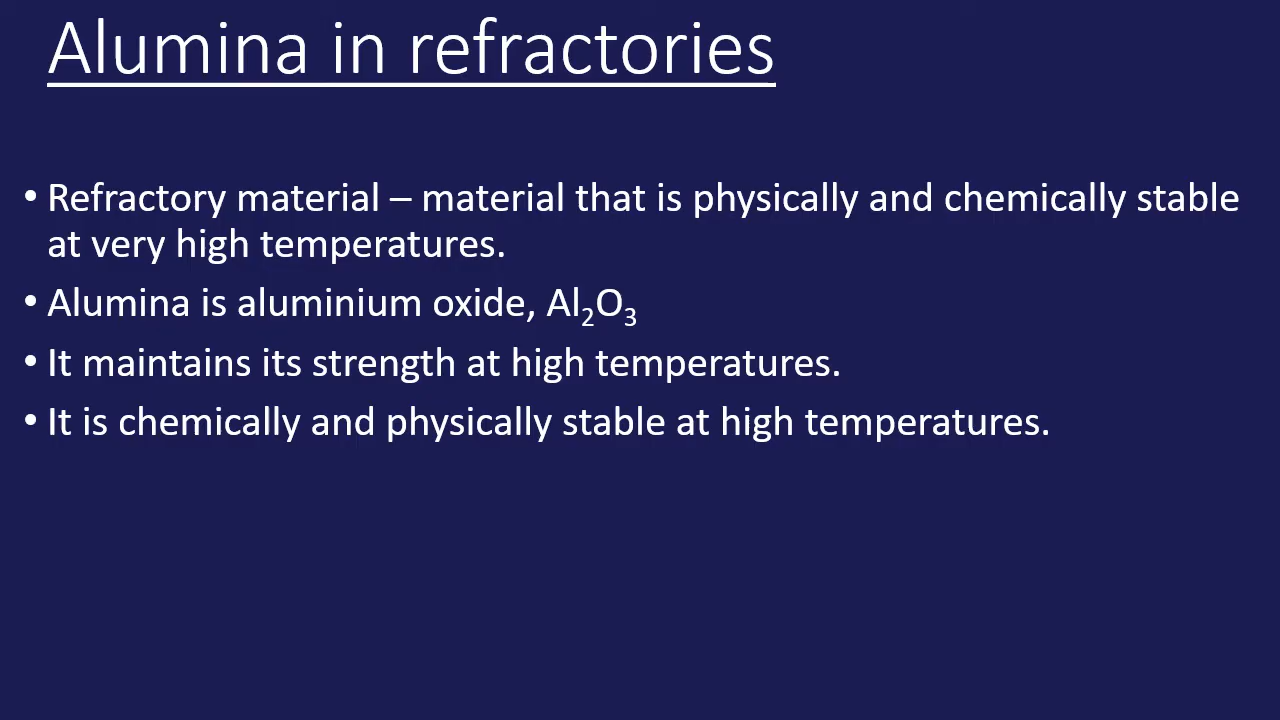 Alumina in refractories
• Refractory material – material that is physically and chemically stable
at very high temperatures.
• Alumina is aluminium oxide, Al₂O₃
• It maintains its strength at high temperatures.
• It is chemically and physically stable at high temperatures.